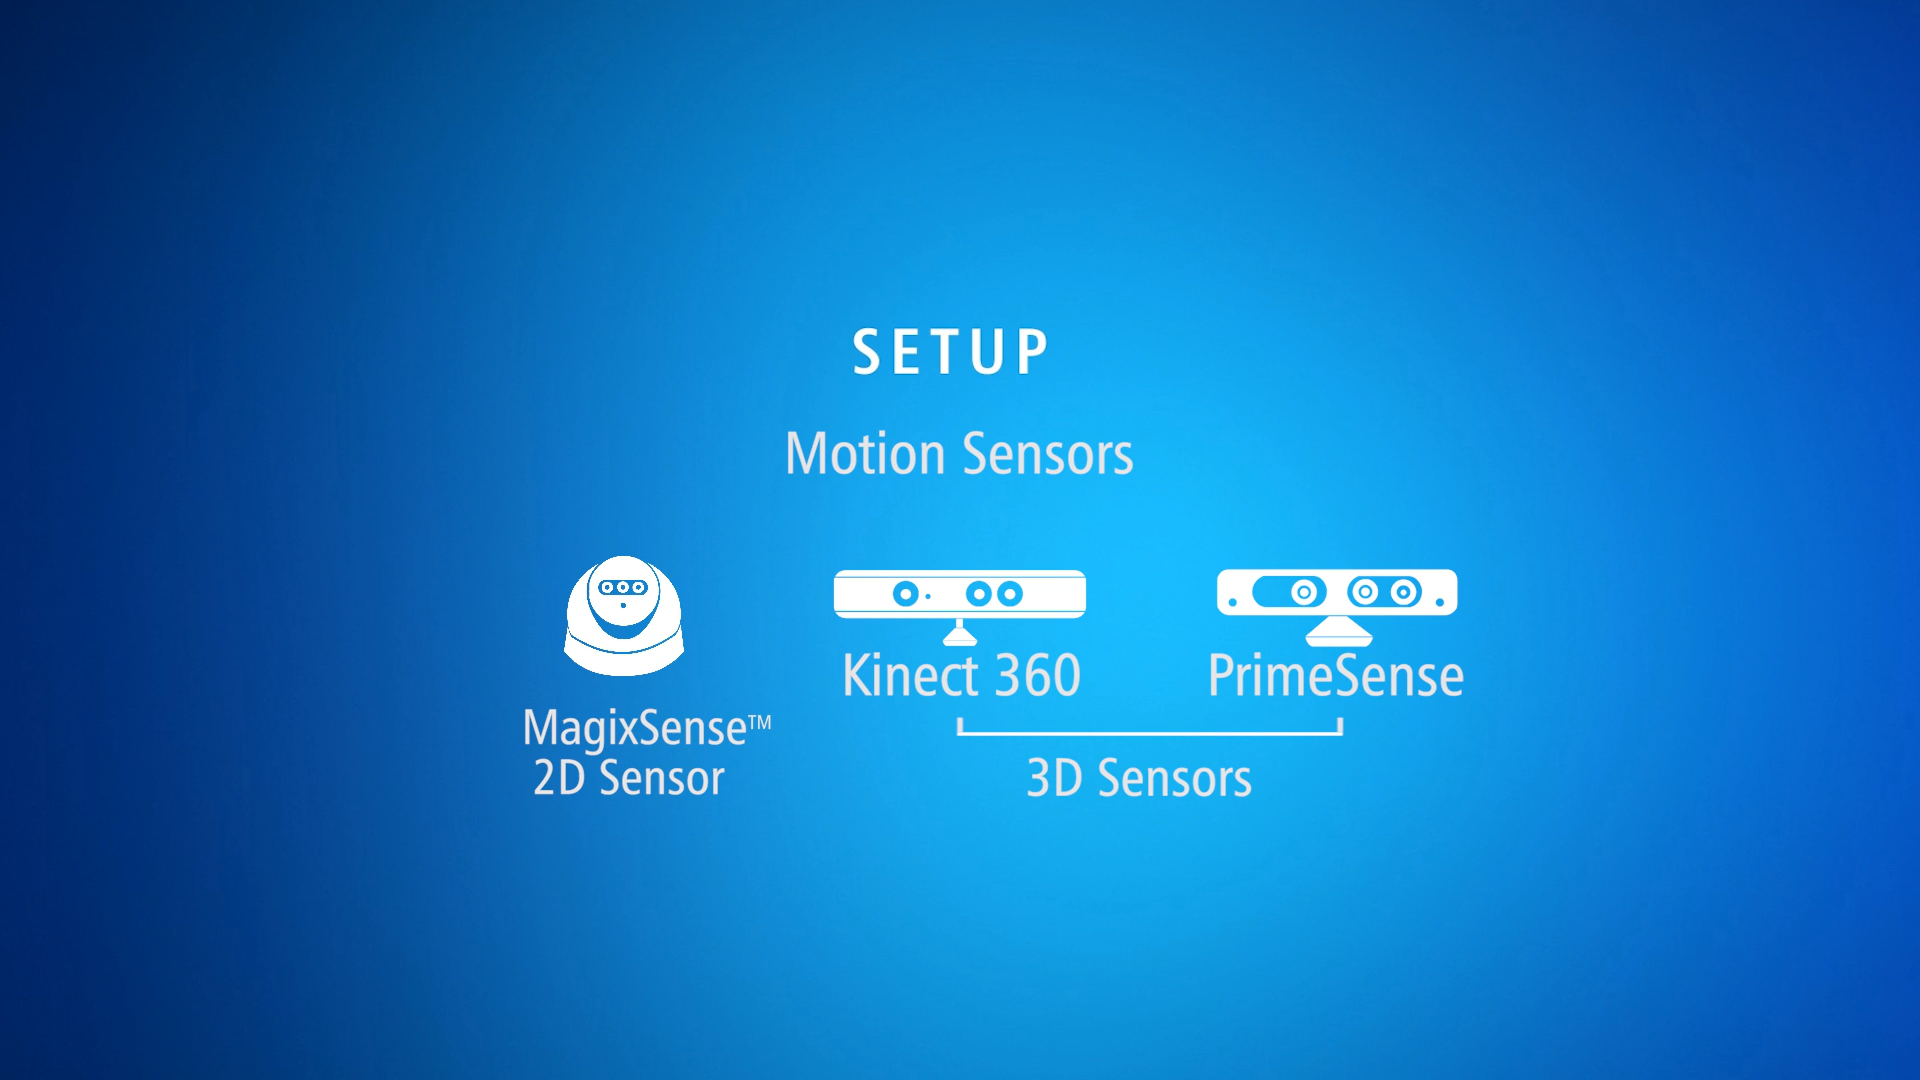 SETUP
Motion Sensors
MagixSense™
2D Sensor
Kinect 360
PrimeSense
3D Sensors